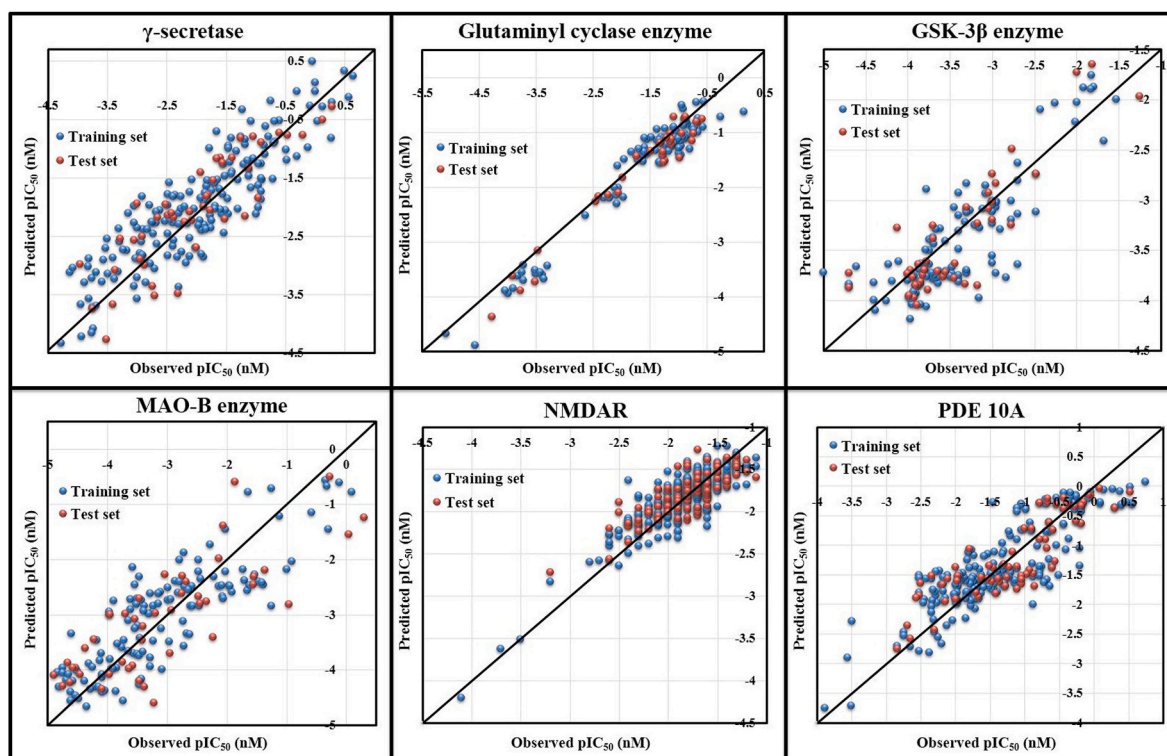 γ-secretase
0.5
-4.5 -3.5 -2.5 -1.5 -0.5 0.5
-0.5
Training set
Test set
-1.5
-2.5
-3.5
-4.5
Predicted pIC50 (nM)
Observed pIC50 (nM)
Glutaminyl cyclase enzyme
0
-5.5 -4.5 -3.5 -2.5 -1.5 -0.5 0.5
Training set
-1
Test set
-2
-3
-4
-5
Predicted pIC50 (nM)
Observed pIC50 (nM)
GSK-3β enzyme
-1.5
-5 -4.5 -4 -3.5 -3 -2.5 -2 -1.5 -1
Training set
-2
Test set
-2.5
-3
-3.5
-4
-4.5
Predicted pIC50 (nM)
Observed pIC50 (nM)
MAO-B enzyme
-5 -4 -3 -2 -1 0
0
Training set
-1
Test set
-2
-3
-4
-5
Predicted pIC50 (nM)
Observed pIC50 (nM)
NMDAR
-1
-4.5 -4 -3.5 -3 -2.5 -2 -1.5 -1
Training set
-1.5
Test set
-2
-2.5
-3
-3.5
-4
-4.5
Predicted pIC50 (nM)
Observed pIC50 (nM)
PDE 10A
1
Training set
0.5
Test set
0
-4 -3 -2 -1 0
-0.5
-1
-1.5
-2
-2.5
-3
-3.5
-4
Predicted pIC50 (nM)
Observed pIC50 (nM)